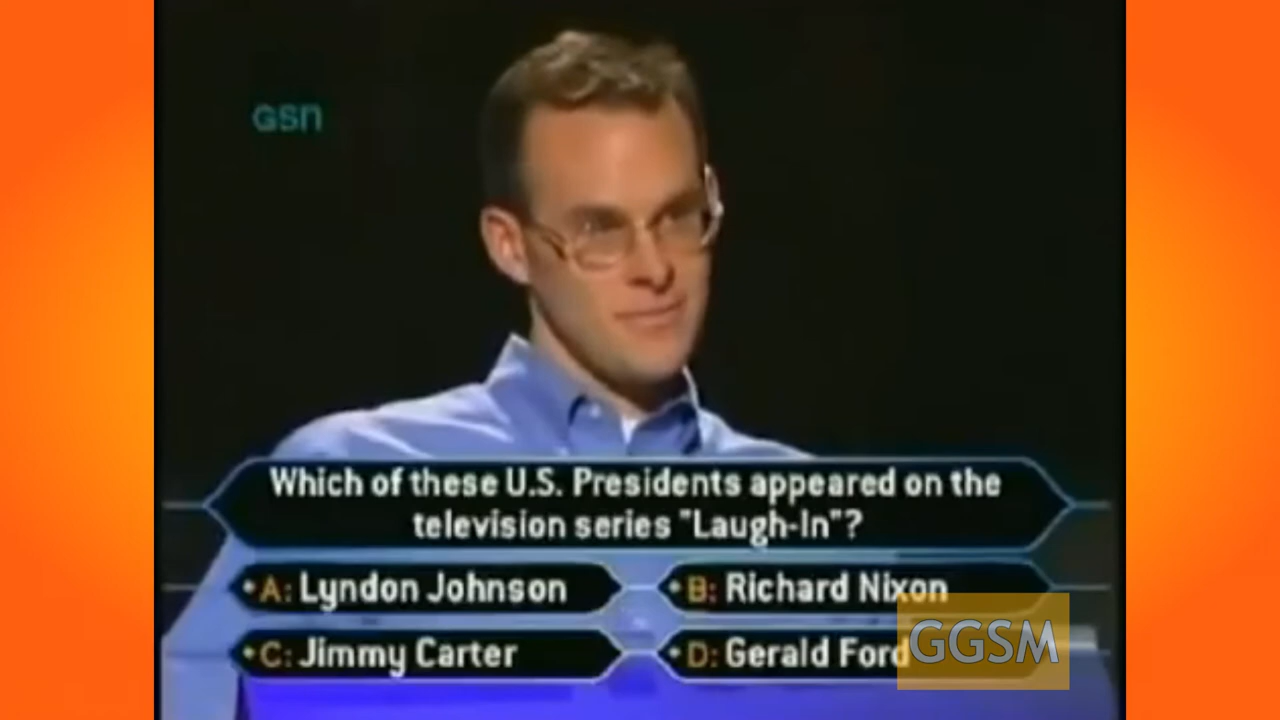 GSN
Which of these U.S. Presidents appeared on the
television series "Laugh-In"?
A: Lyndon Johnson
B: Richard Nixon
C: Jimmy Carter
D: Gerald Ford
GGSM